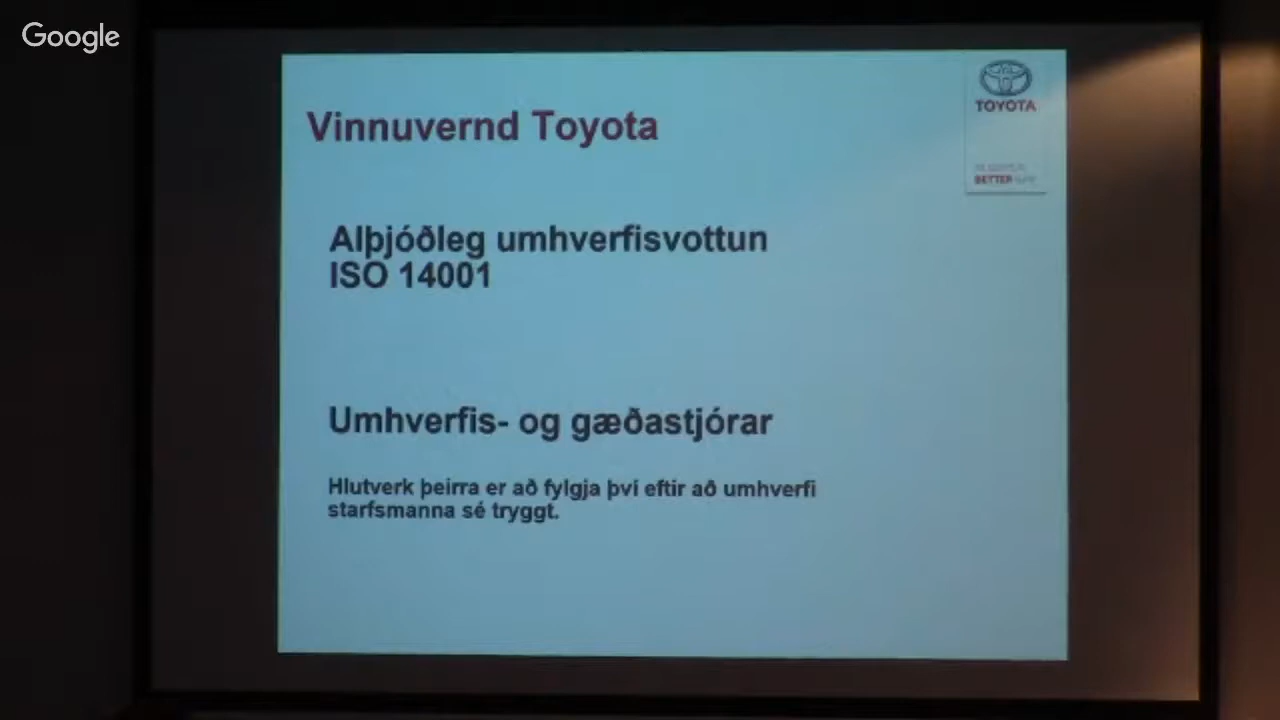 Google
TOYOTA
Vinnuvernd Toyota
BETTER
Alþjóðleg umhverfisvottun
ISO 14001
Umhverfis- og gæðastjórar
Hlutverk þeirra er að fylgja því eftir að umhverfi
starfsmanna sé tryggt.